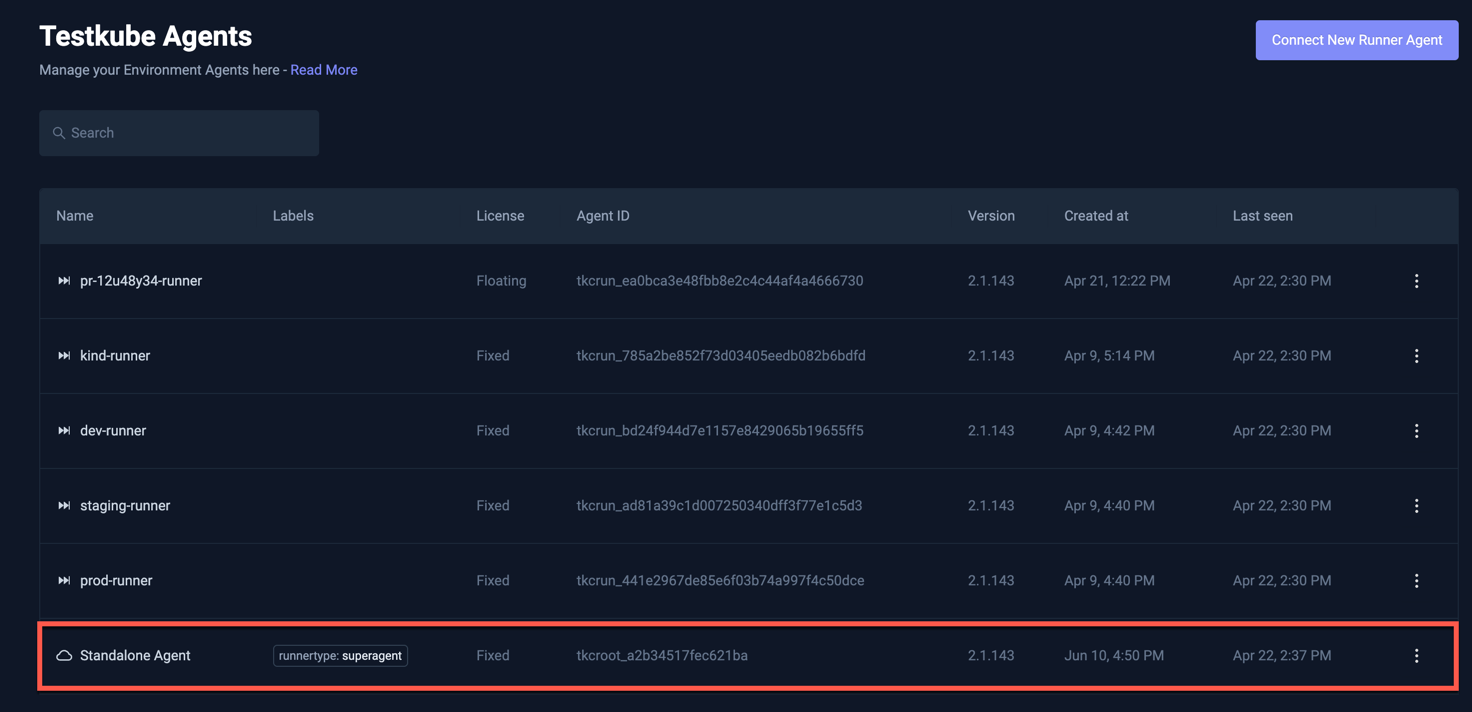 Testkube Agents
Connect New Runner Agent
Manage your Environment Agents here - Read More
Search
Name Labels License Agent ID Version Created at Last seen
pr-12u48y34-runner Floating tkcrun_ea0bca3e48fbb8e2c4c44af4a4666730 2.1.143 Apr 21, 12:22 PM Apr 22, 2:30 PM
kind-runner Fixed tkcrun_785a2be852f73d03405eedb082b6bdfd 2.1.143 Apr 9, 5:14 PM Apr 22, 2:30 PM
dev-runner Fixed tkcrun_bd24f944d7e1157e8429065b19655ff5 2.1.143 Apr 9, 4:42 PM Apr 22, 2:30 PM
staging-runner Fixed tkcrun_ad81a39c1d007250340dff3f77e1c5d3 2.1.143 Apr 9, 4:40 PM Apr 22, 2:30 PM
prod-runner Fixed tkcrun_441e2967de85e6f03b74a997f4c50dce 2.1.143 Apr 9, 4:40 PM Apr 22, 2:30 PM
Standalone Agent runnertype: superagent Fixed tkcroot_a2b34517fec621ba 2.1.143 Jun 10, 4:50 PM Apr 22, 2:37 PM